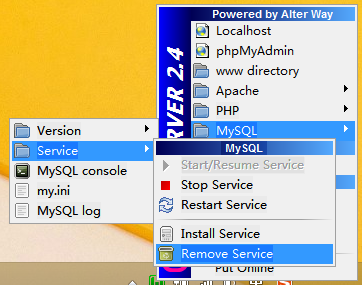 Powered by Alter Way
Localhost
phpMyAdmin
www directory
Apache
PHP
MySQL
RVER 2.4
Version
Service
MySQL console
my.ini
MySQL log
MySQL
Start/Resume Service
Stop Service
Restart Service
Install Service
Remove Service
Put Online